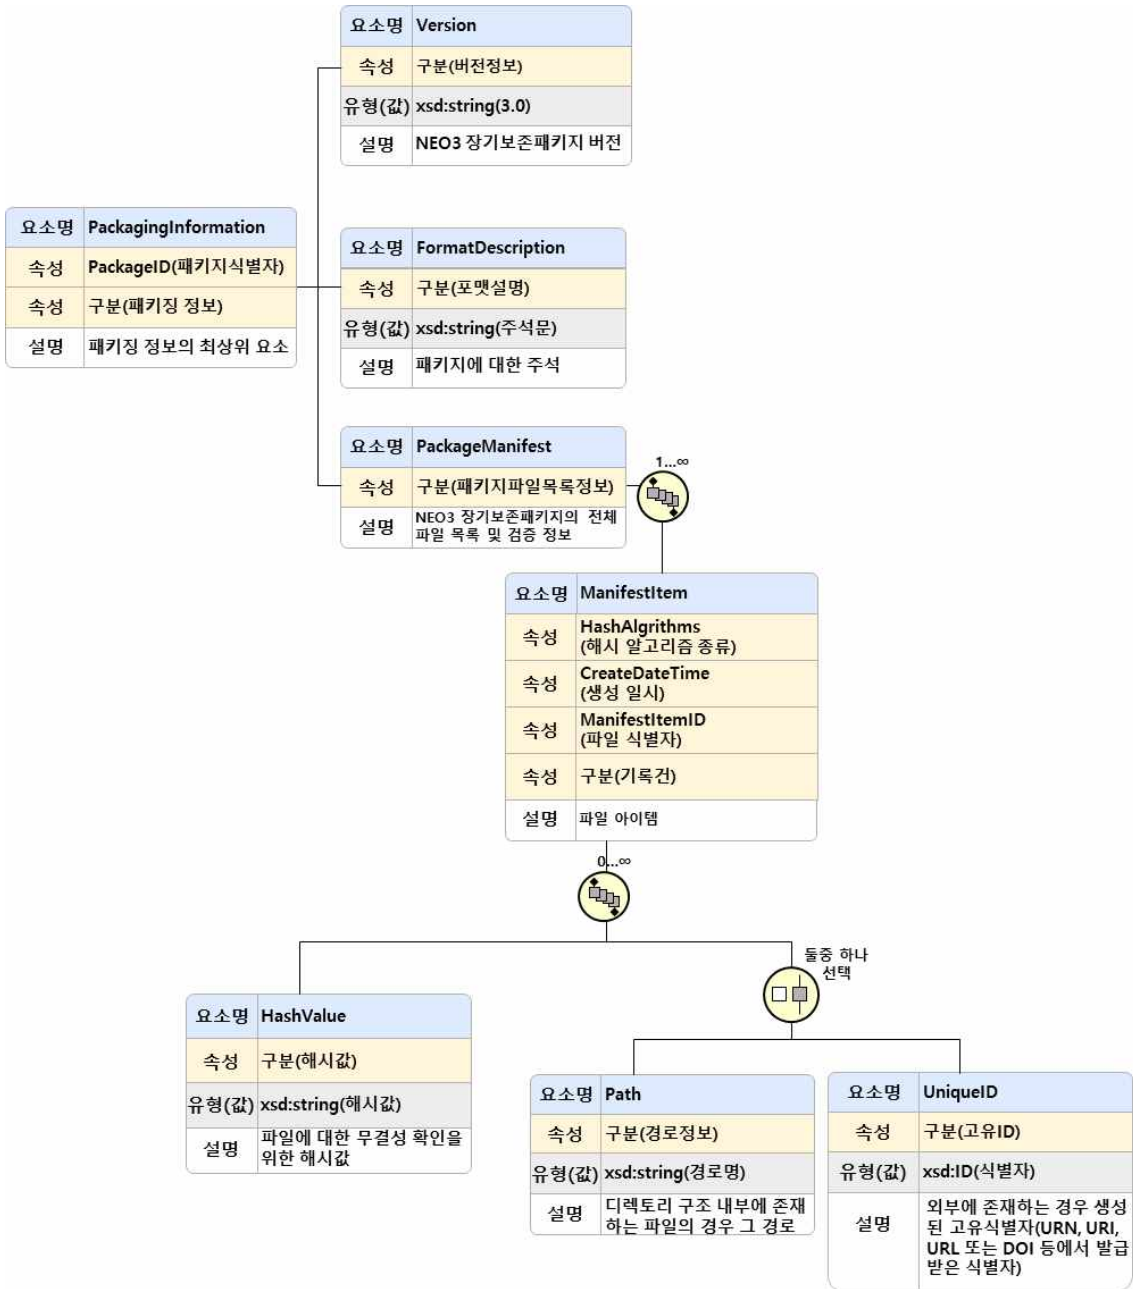 요소명 Version
속성 구분(버전정보)
유형(값) xsd:string(3.0)
설명 NEO3 장기보존패키지 버전
요소명 PackagingInformation
속성 PackageID(패키지식별자)
속성 구분(패키징 정보)
설명 패키징 정보의 최상위 요소
요소명 FormatDescription
속성 구분(포맷설명)
유형(값) xsd:string(주석문)
설명 패키지에 대한 주석
요소명 PackageManifest
속성 구분(패키지파일목록정보)
설명 NEO3 장기보존패키지의 전체
파일 목록 및 검증 정보
1...∞
요소명 ManifestItem
속성 HashAlgrithms
(해시 알고리즘 종류)
속성 CreateDateTime
(생성 일시)
속성 ManifestItemID
(파일 식별자)
속성 구분(기록건)
설명 파일 아이템
0...∞
둘중 하나
선택
요소명 HashValue
속성 구분(해시값)
유형(값) xsd:string(해시값)
설명 파일에 대한 무결성 확인을
위한 해시값
요소명 Path
속성 구분(경로정보)
유형(값) xsd:string(경로명)
설명 디렉토리 구조 내부에 존재
하는 파일의 경우 그 경로
요소명 UniqueID
속성 구분(고유ID)
유형(값) xsd:ID(식별자)
설명 외부에 존재하는 경우 생성
된 고유식별자(URN, URI,
URL 또는 DOI 등에서 발급
받은 식별자)